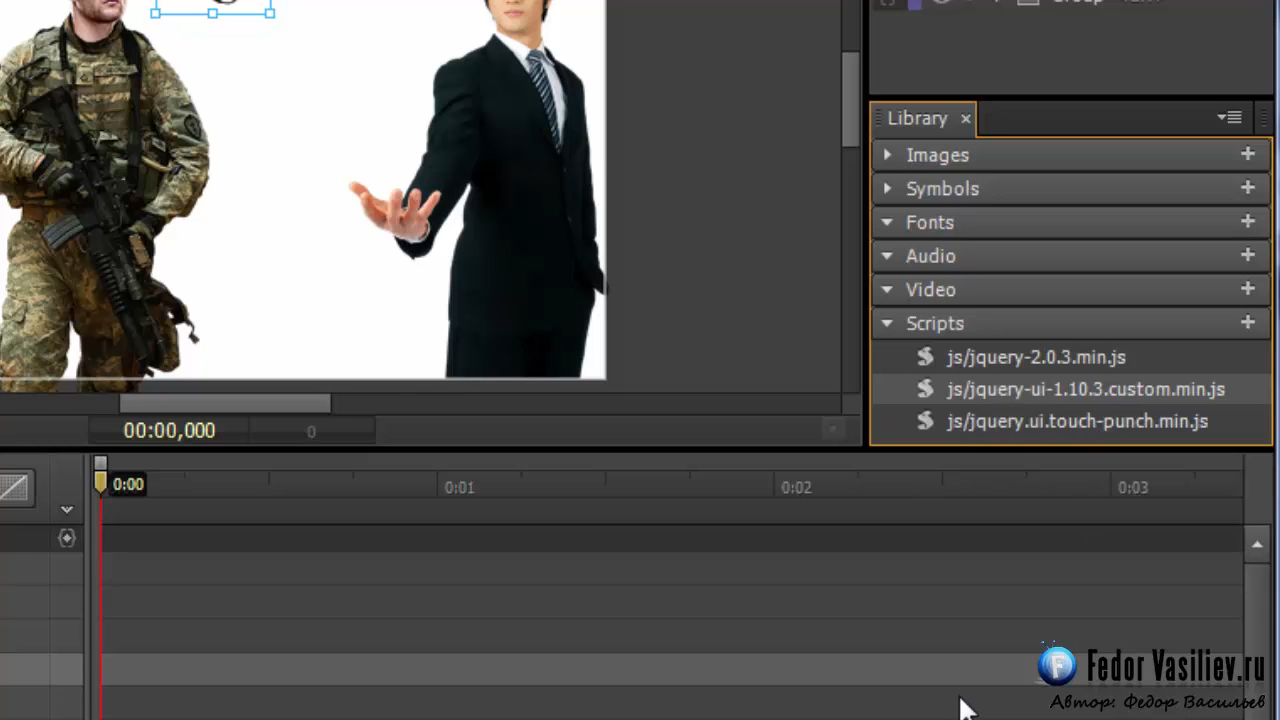 Library ×
Images
Symbols
Fonts
Audio
Video
Scripts
js/jquery-2.0.3.min.js
js/jquery-ui-1.10.3.custom.min.js
js/jquery.ui.touch-punch.min.js
00:00,000 0
0:00 0:01 0:02 0:03
F Fedor Vasiliev.ru
Автор: Федор Васильев